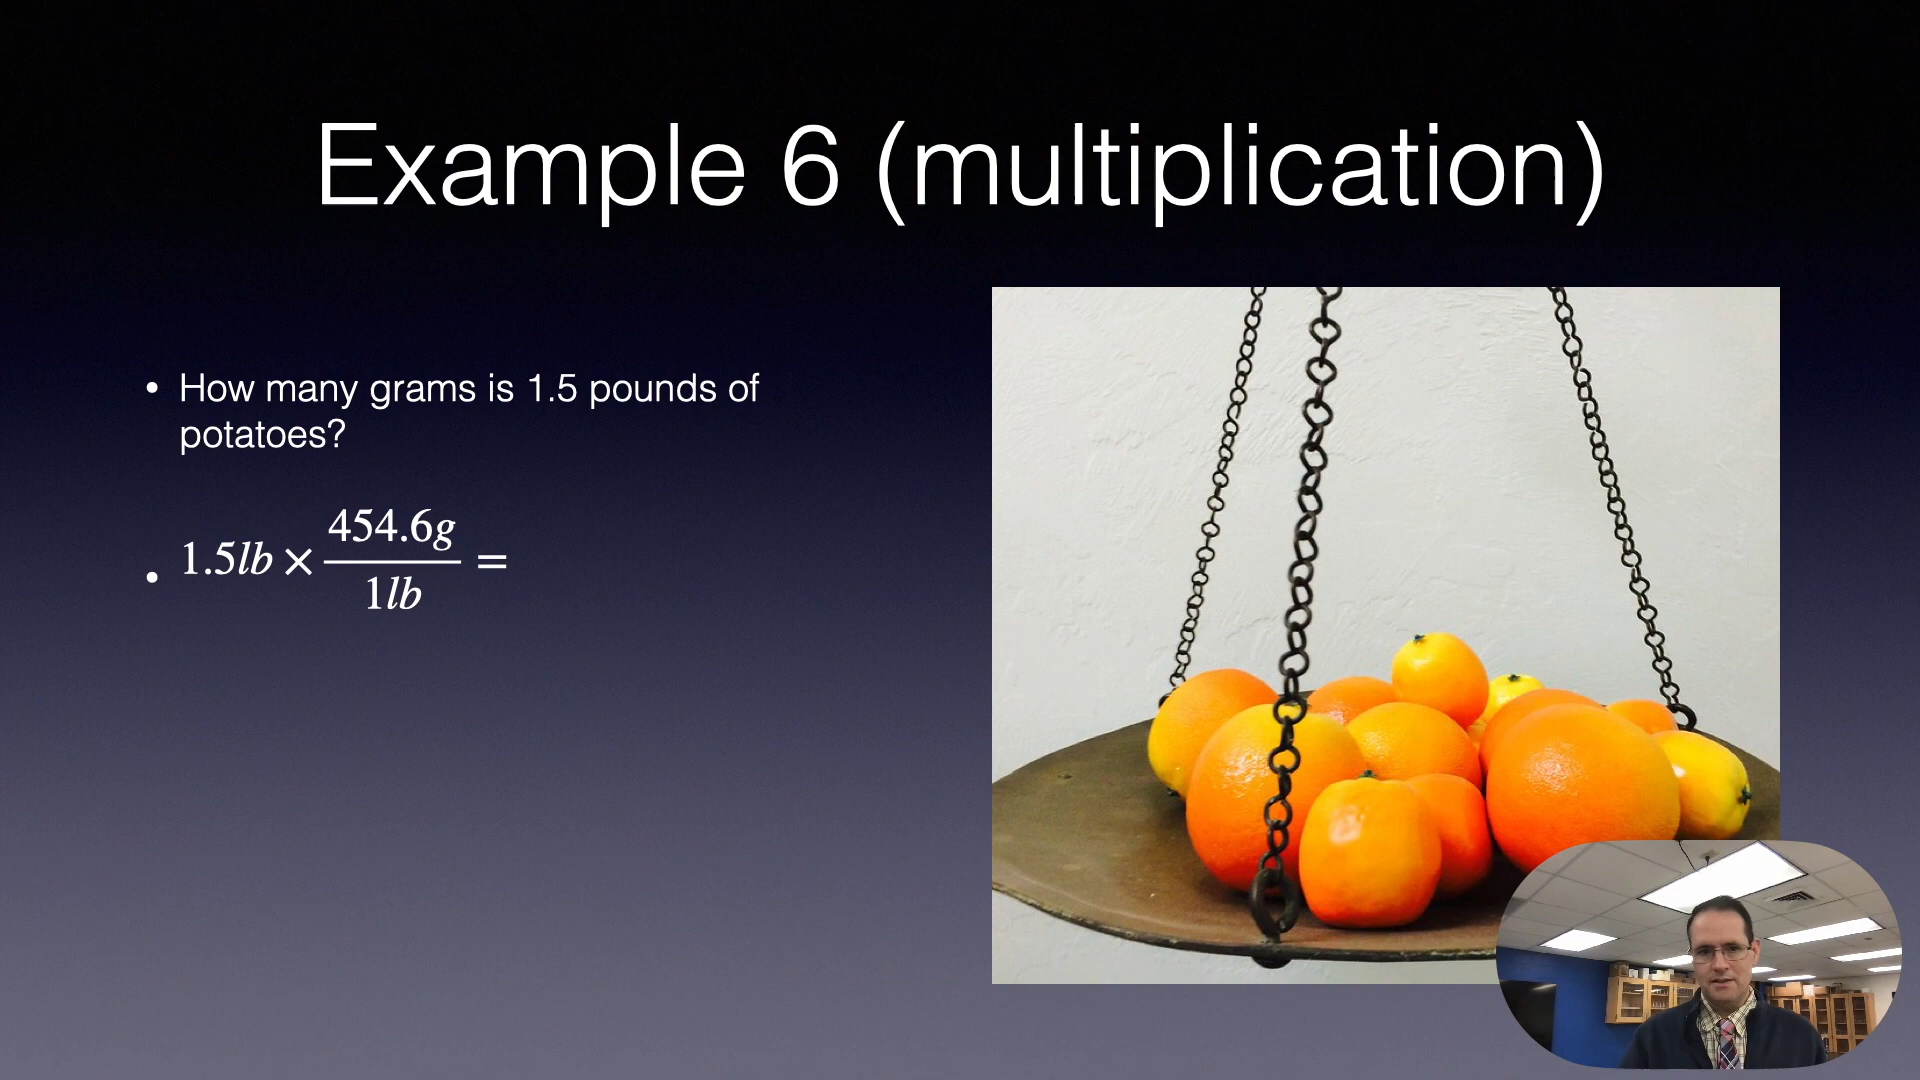 Example 6 (multiplication)
• How many grams is 1.5 pounds of
potatoes?
• 1.5lb × 454.6g / 1lb =